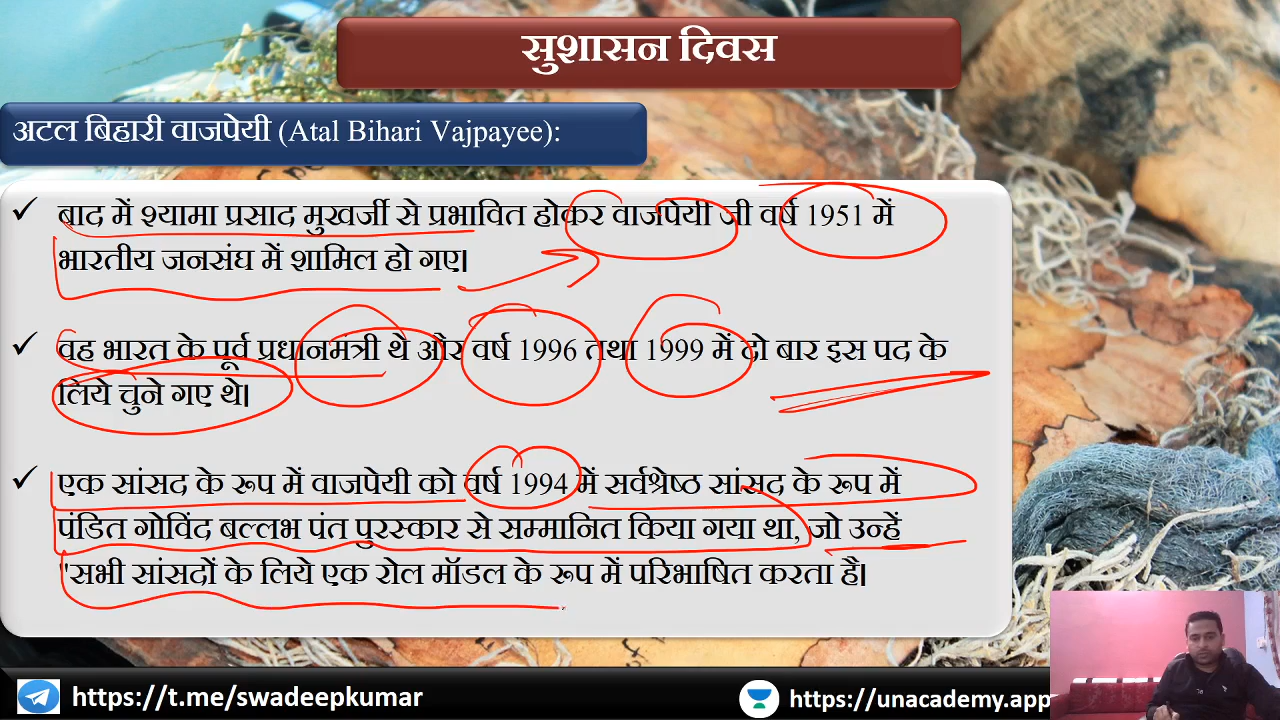 सुशासन दिवस
अटल बिहारी वाजपेयी (Atal Bihari Vajpayee):
बाद में श्यामा प्रसाद मुखर्जी से प्रभावित होकर वाजपेयी जी वर्ष 1951 में
भारतीय जनसंघ में शामिल हो गए।
वह भारत के पूर्व प्रधानमंत्री थे और वर्ष 1996 तथा 1999 में दो बार इस पद के
लिये चुने गए थे।
एक सांसद के रूप में वाजपेयी को वर्ष 1994 में सर्वश्रेष्ठ सांसद के रूप में
पंडित गोविंद बल्लभ पंत पुरस्कार से सम्मानित किया गया था, जो उन्हें
"सभी सांसदों के लिये एक रोल मॉडल के रूप में परिभाषित करता है।
https://t.me/swadeepkumar
https://unacademy.app